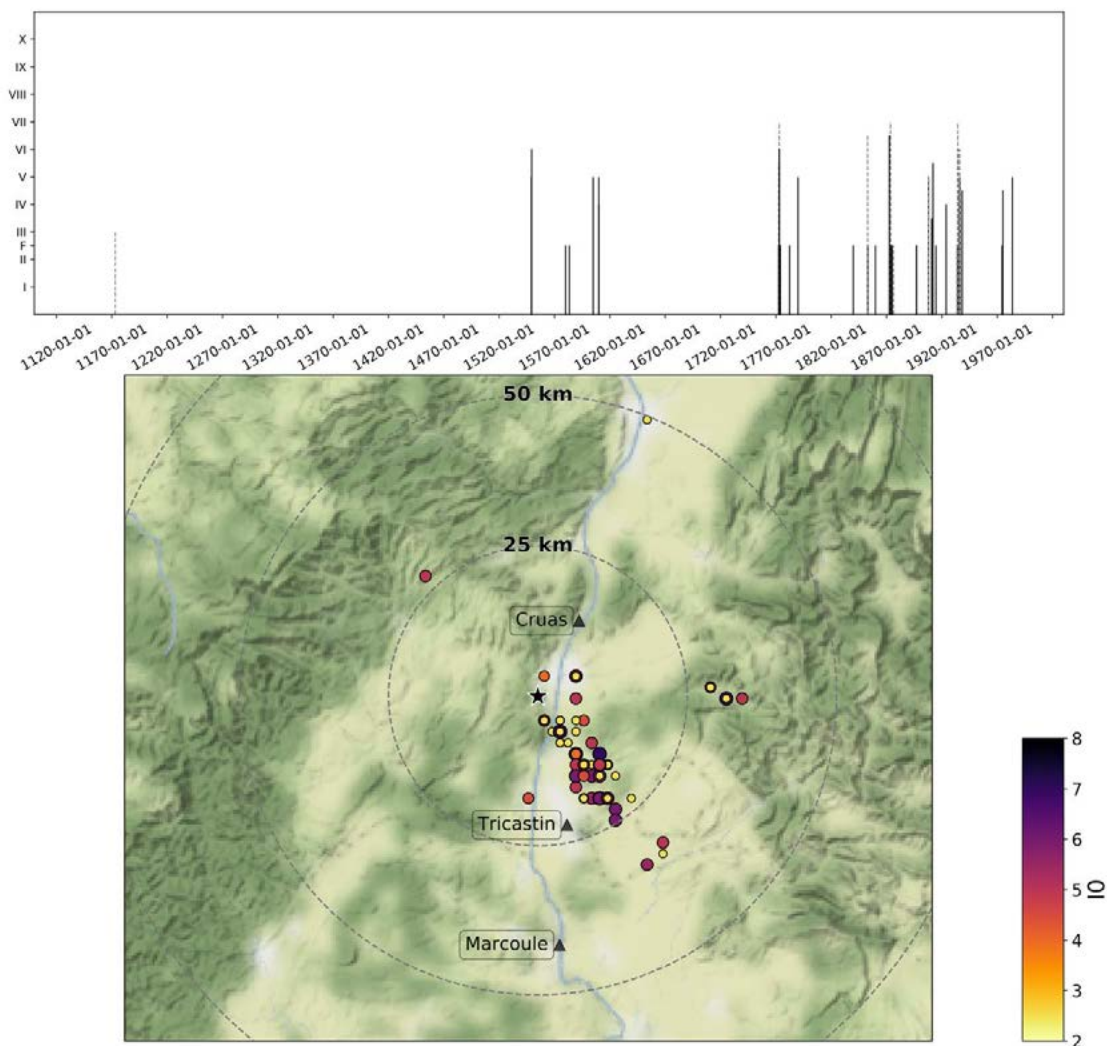 X
IX
VIII
VII
VI
V
IV
III
F
II
I
1120-01-01
1170-01-01
1220-01-01
1270-01-01
1320-01-01
1370-01-01
1420-01-01
1470-01-01
1520-01-01
1570-01-01
1620-01-01
1670-01-01
1720-01-01
1770-01-01
1820-01-01
1870-01-01
1920-01-01
1970-01-01
50 km
25 km
Cruas
Tricastin
Marcoule
8
7
6
5
4
3
2
I0